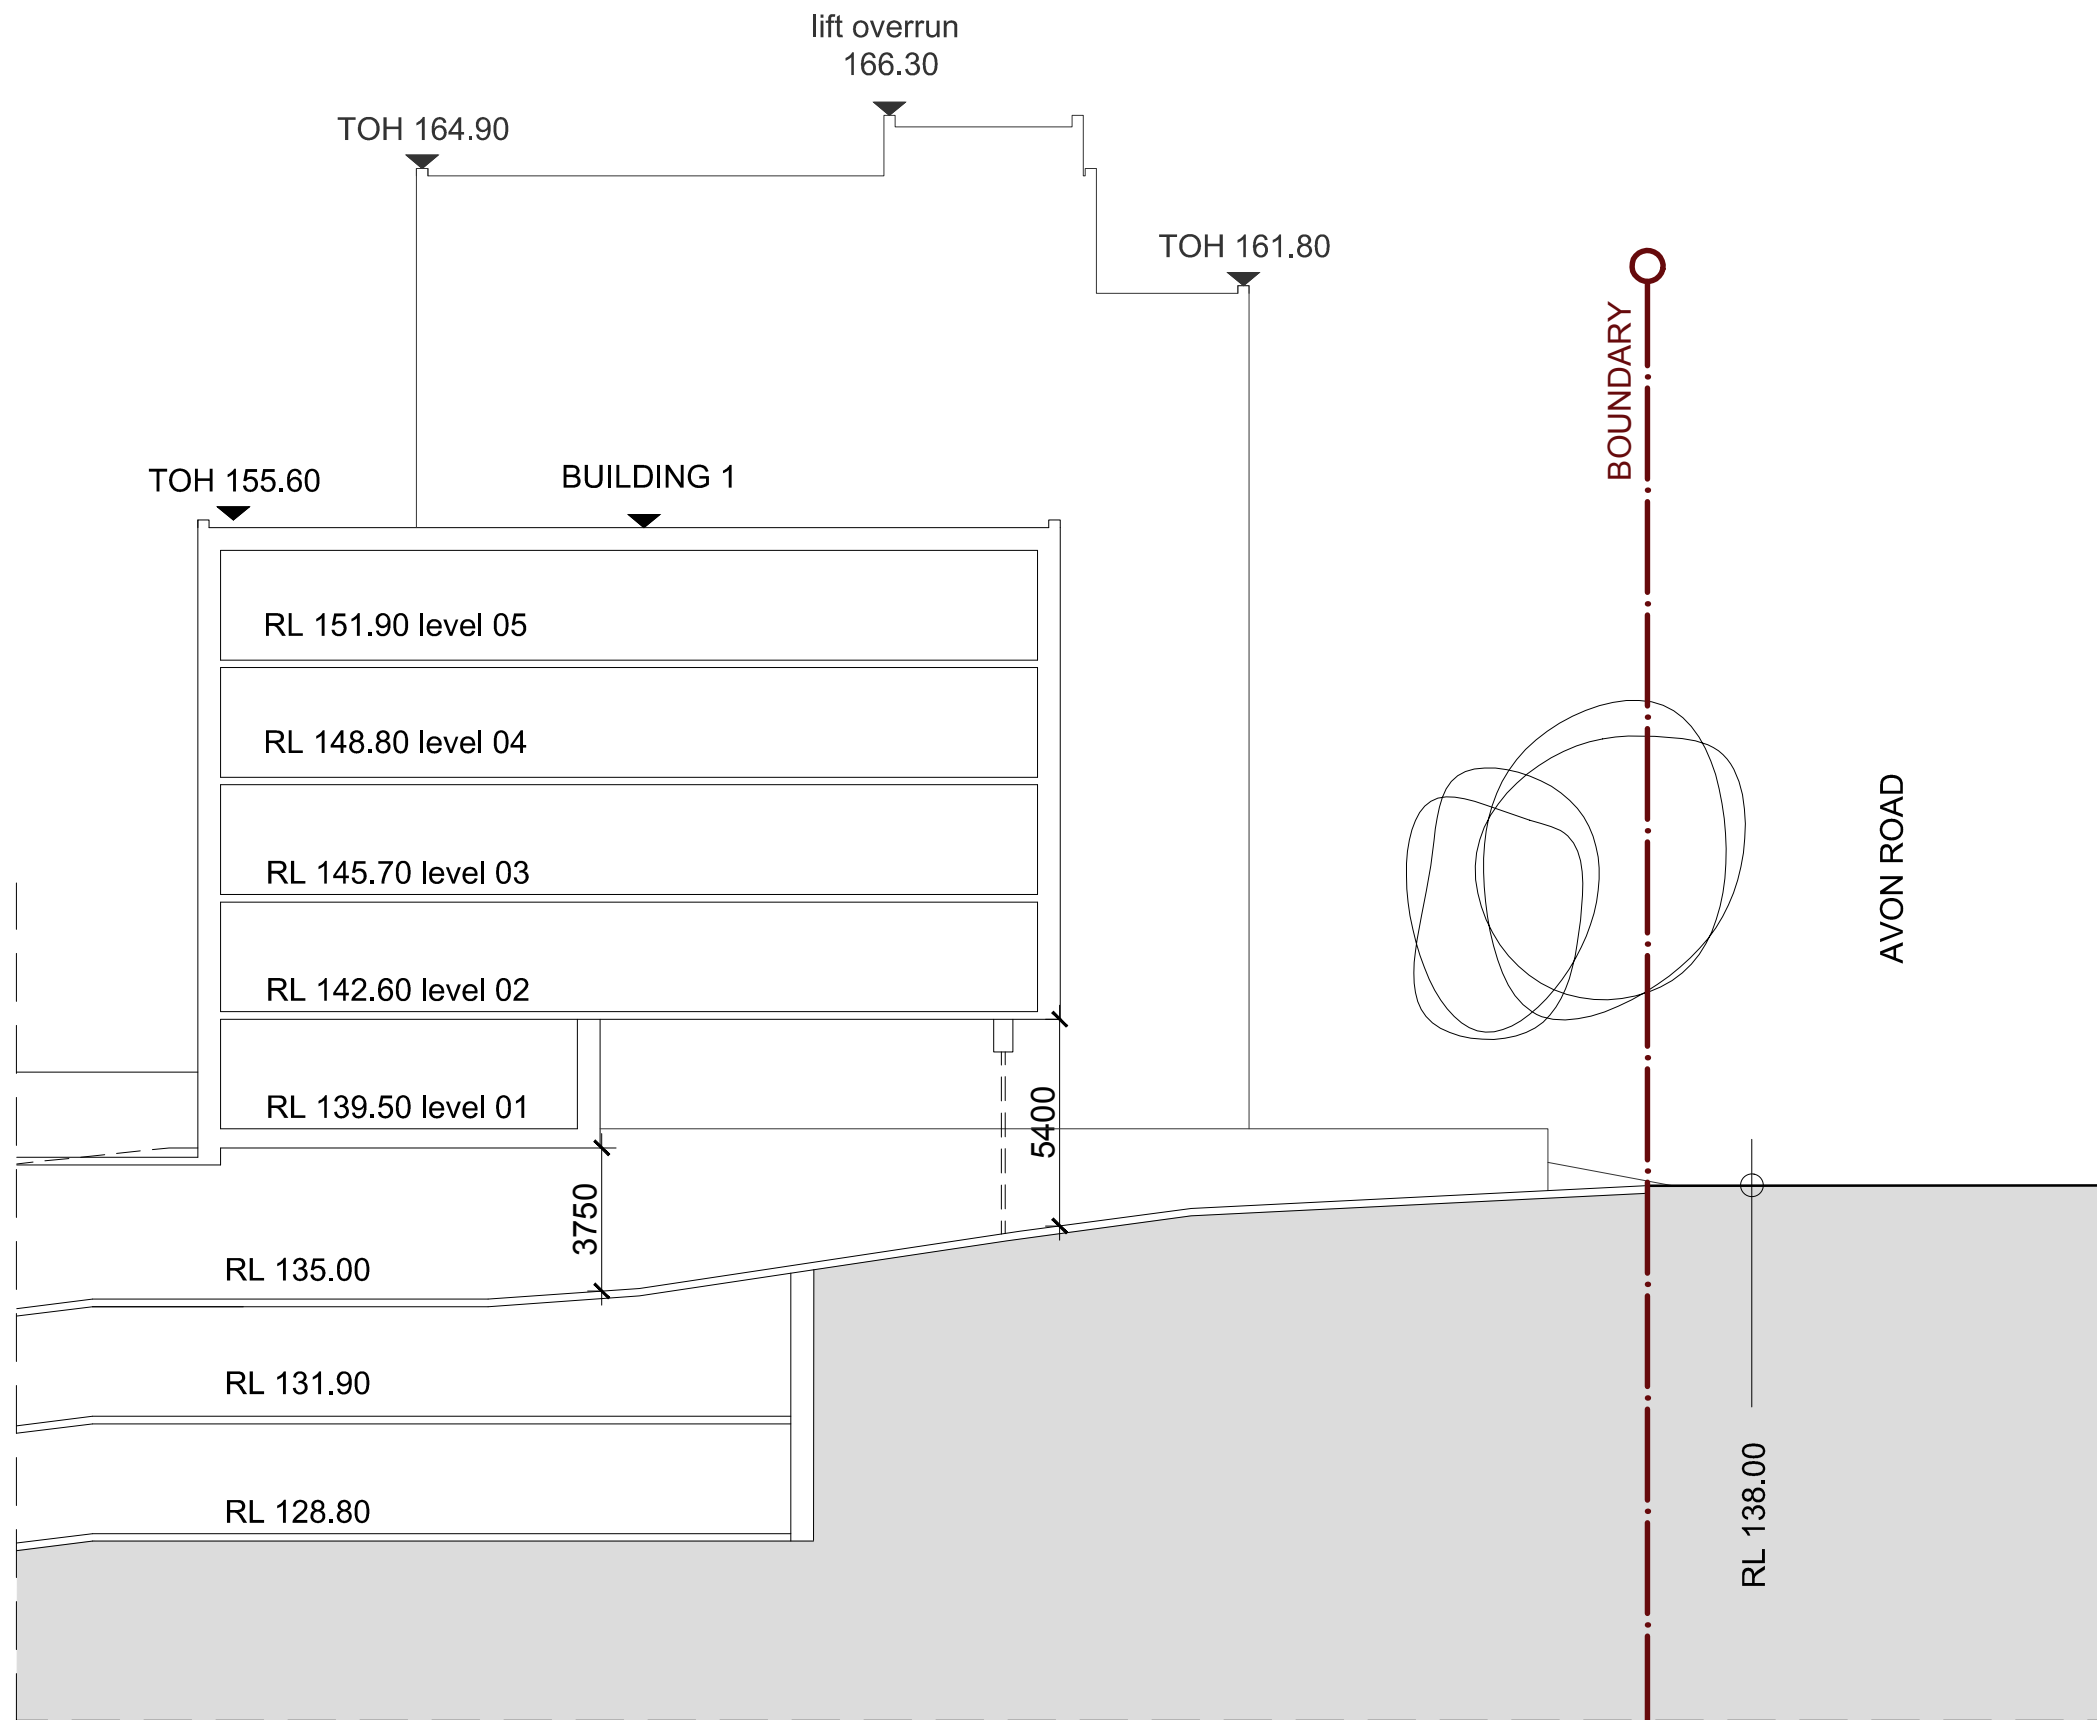 lift overrun
166.30
TOH 164.90
TOH 161.80
BOUNDARY
TOH 155.60
BUILDING 1
RL 151.90 level 05
RL 148.80 level 04
AVON ROAD
RL 145.70 level 03
RL 142.60 level 02
RL 139.50 level 01
5400
3750
RL 135.00
RL 131.90
RL 128.80
RL 138.00